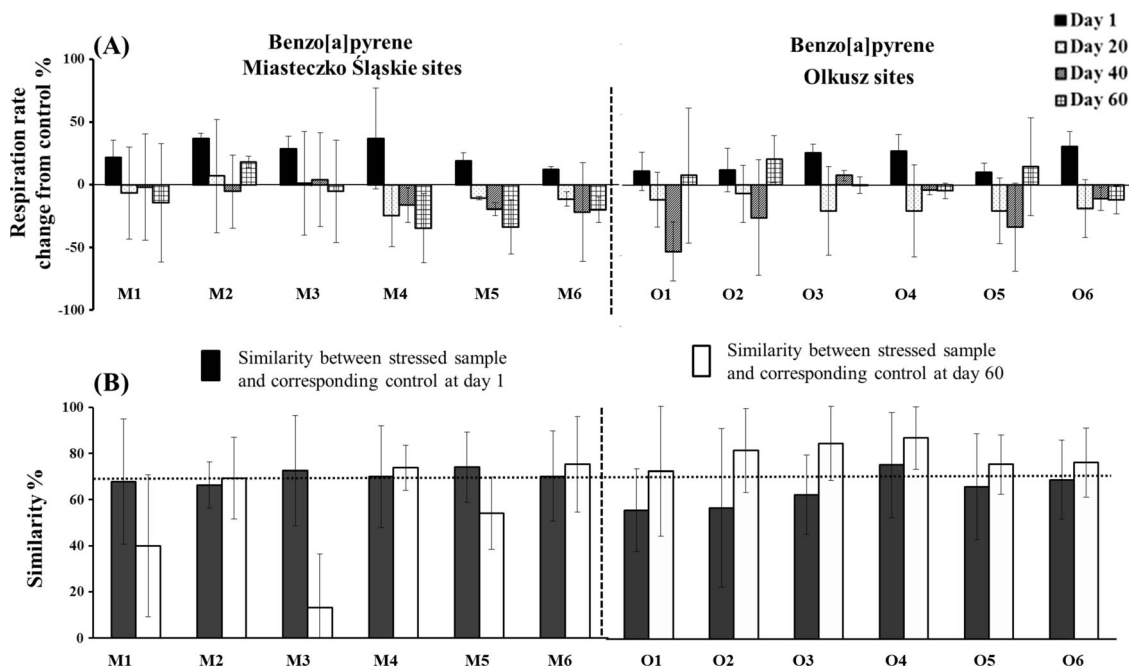 (A)
Benzo[a]pyrene
Miasteczko Śląskie sites
Benzo[a]pyrene
Olkusz sites
Day 1
Day 20
Day 40
Day 60
Respiration rate
change from control %
100
50
0
-50
-100
M1 M2 M3 M4 M5 M6 O1 O2 O3 O4 O5 O6
Similarity between stressed sample
and corresponding control at day 1
Similarity between stressed sample
and corresponding control at day 60
(B)
Similarity %
100
80
60
40
20
0
M1 M2 M3 M4 M5 M6 O1 O2 O3 O4 O5 O6